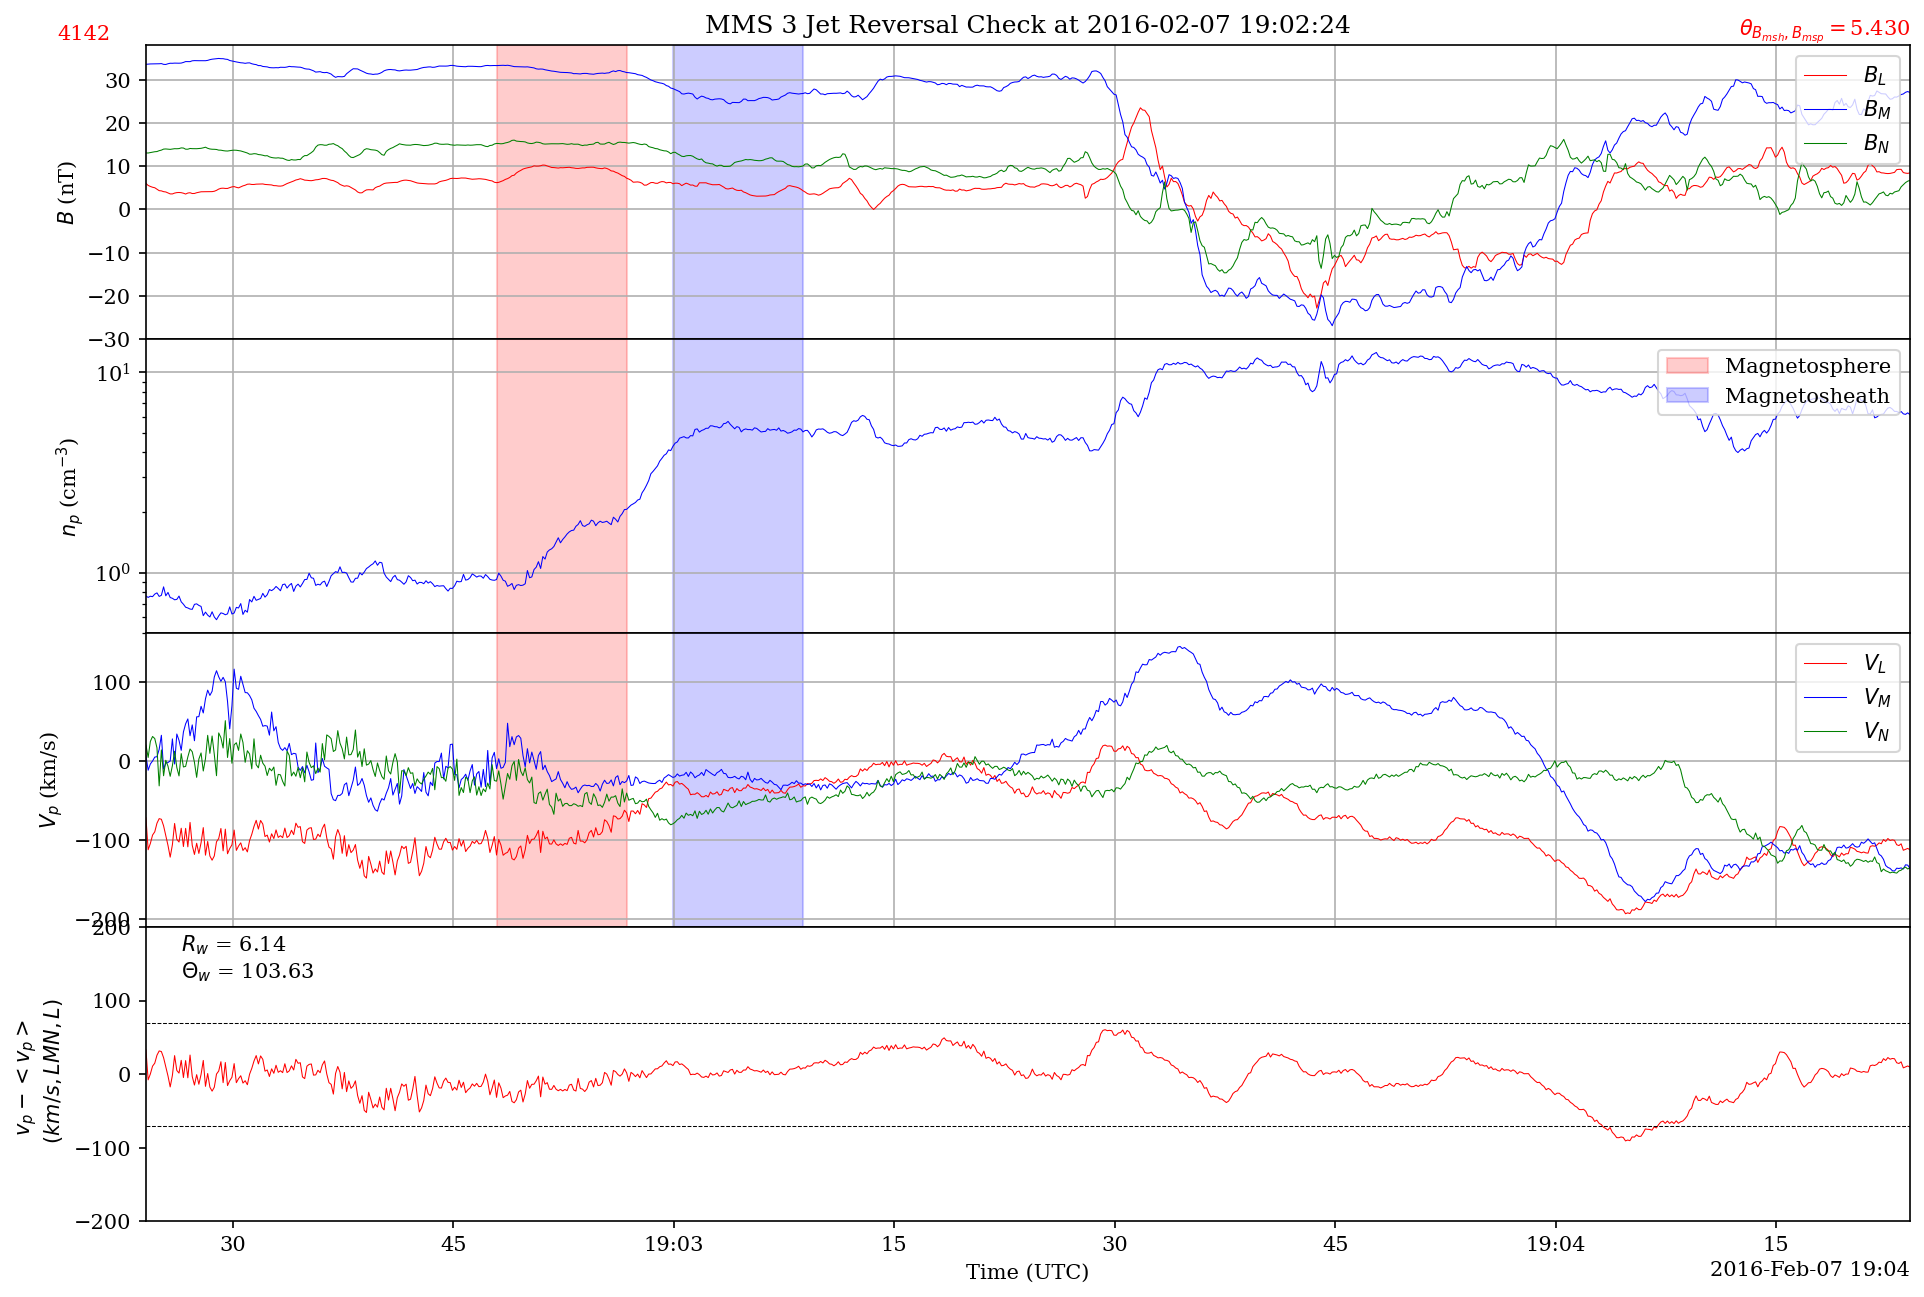 4142
MMS 3 Jet Reversal Check at 2016-02-07 19:02:24
θ_{B_{msh}, B_{msp}} = 5.430
30
20
10
0
−10
−20
−30
B (nT)
B_L
B_M
B_N
10^1
10^0
n_p (cm^{−3})
Magnetosphere
Magnetosheath
100
0
−100
−200
V_p (km/s)
V_L
V_M
V_N
200
100
0
−100
−200
v_p − <v_p>
(km/s, LMN, L)
R_w = 6.14
Θ_w = 103.63
30
45
19:03
15
30
45
19:04
15
Time (UTC)
2016-Feb-07 19:04